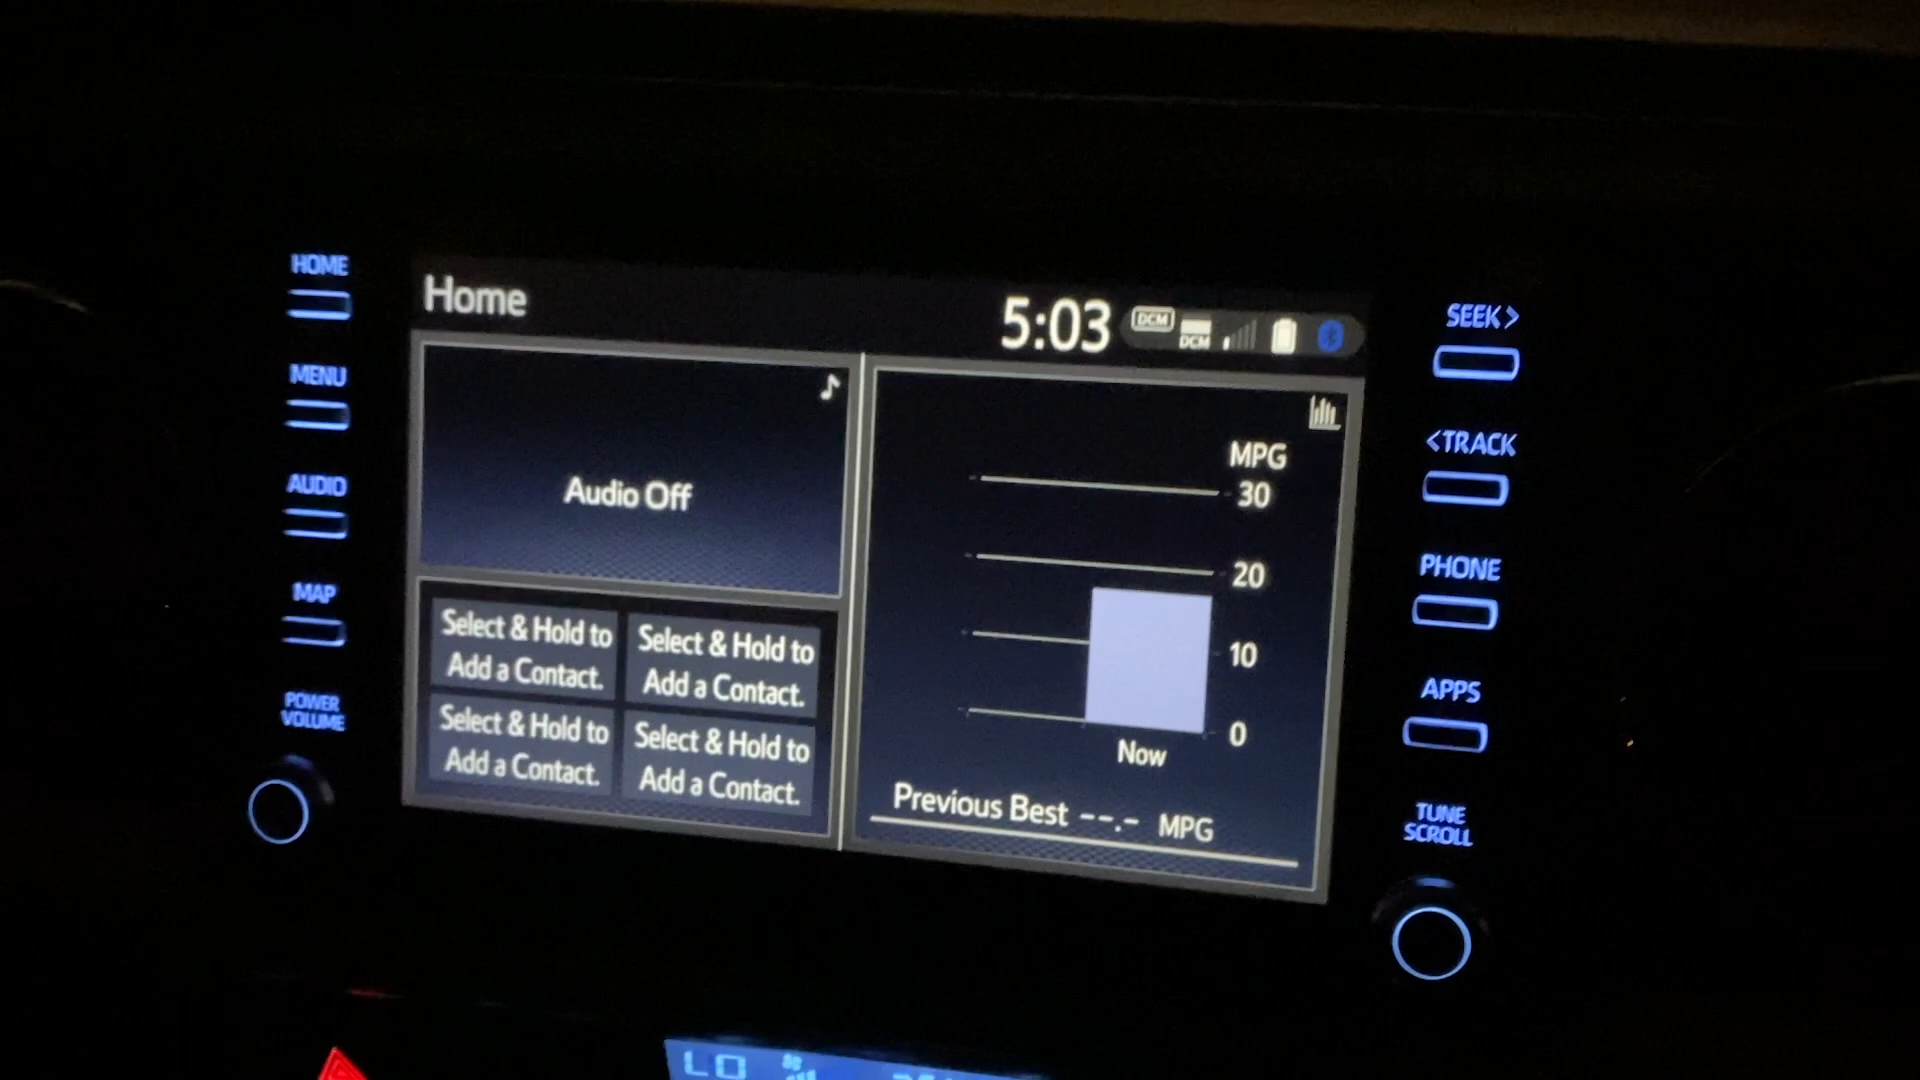 HOME
MENU
AUDIO
MAP
POWER
VOLUME
Home
5:03
DCM
DCM
Audio Off
Select & Hold to
Add a Contact.
Select & Hold to
Add a Contact.
Select & Hold to
Add a Contact.
Select & Hold to
Add a Contact.
MPG
30
20
10
0
Now
Previous Best --.- MPG
SEEK>
<TRACK
PHONE
APPS
TUNE
SCROLL
LO